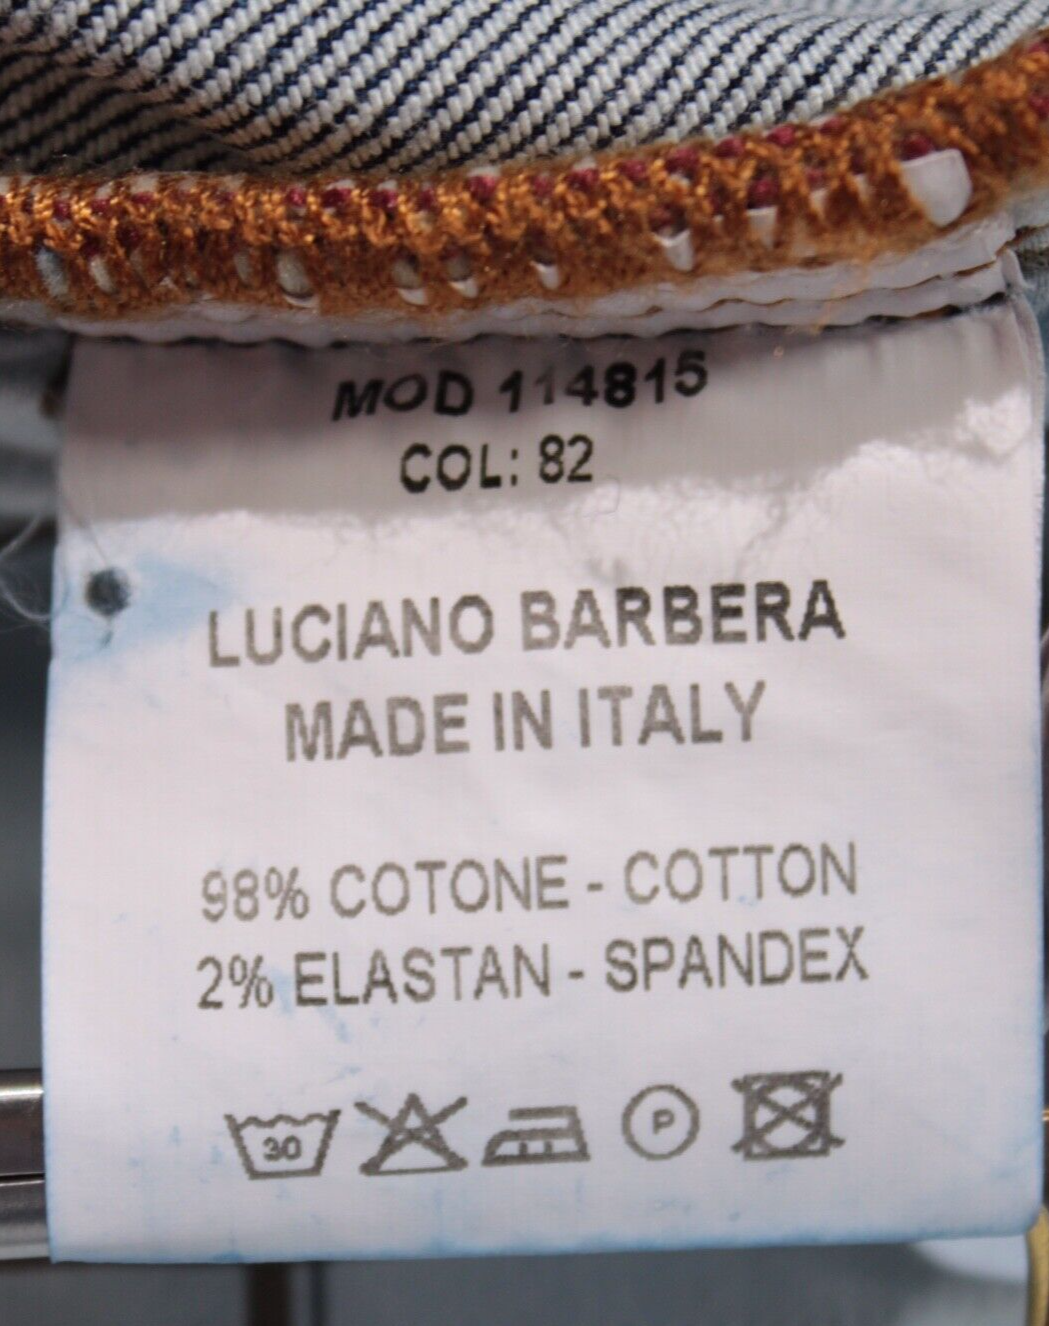 MOD 114815
COL: 82
LUCIANO BARBERA
MADE IN ITALY
98% COTONE - COTTON
2% ELASTAN - SPANDEX
30 P